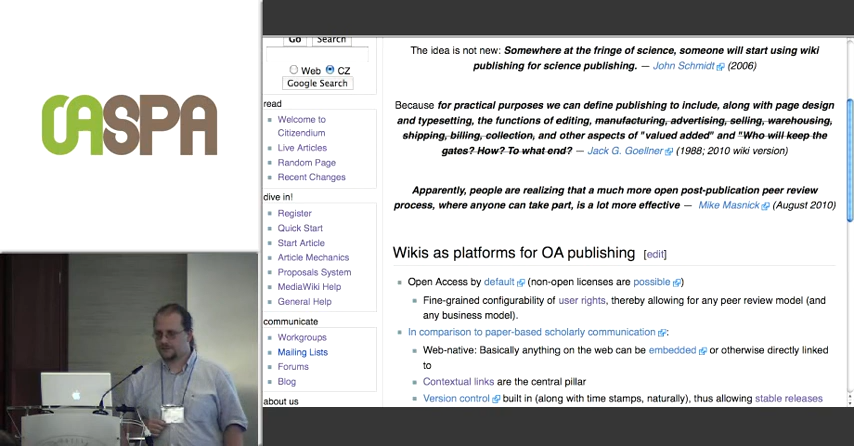 OASPA
Go Search
Web CZ
Google Search
read
Welcome to
Citizendium
Live Articles
Random Page
Recent Changes
dive in!
Register
Quick Start
Start Article
Article Mechanics
Proposals System
MediaWiki Help
General Help
communicate
Workgroups
Mailing Lists
Forums
Blog
about us
The idea is not new: Somewhere at the fringe of science, someone will start using wiki
publishing for science publishing. — John Schmidt (2006)
Because for practical purposes we can define publishing to include, along with page design
and typesetting, the functions of editing, manufacturing, advertising, selling, warehousing,
shipping, billing, collection, and other aspects of "valued added" and "Who will keep the
gates? How? To what end? — Jack G. Goellner (1988; 2010 wiki version)
Apparently, people are realizing that a much more open post-publication peer review
process, where anyone can take part, is a lot more effective — Mike Masnick (August 2010)
Wikis as platforms for OA publishing [edit]
Open Access by default (non-open licenses are possible)
Fine-grained configurability of user rights, thereby allowing for any peer review model (and
any business model).
In comparison to paper-based scholarly communication:
Web-native: Basically anything on the web can be embedded or otherwise directly linked
to
Contextual links are the central pillar
Version control built in (along with time stamps, naturally), thus allowing stable releases